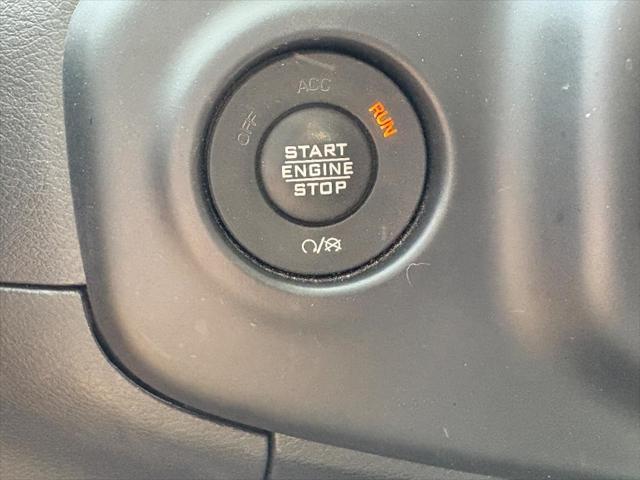 OFF
ACC
RUN
START
ENGINE
STOP